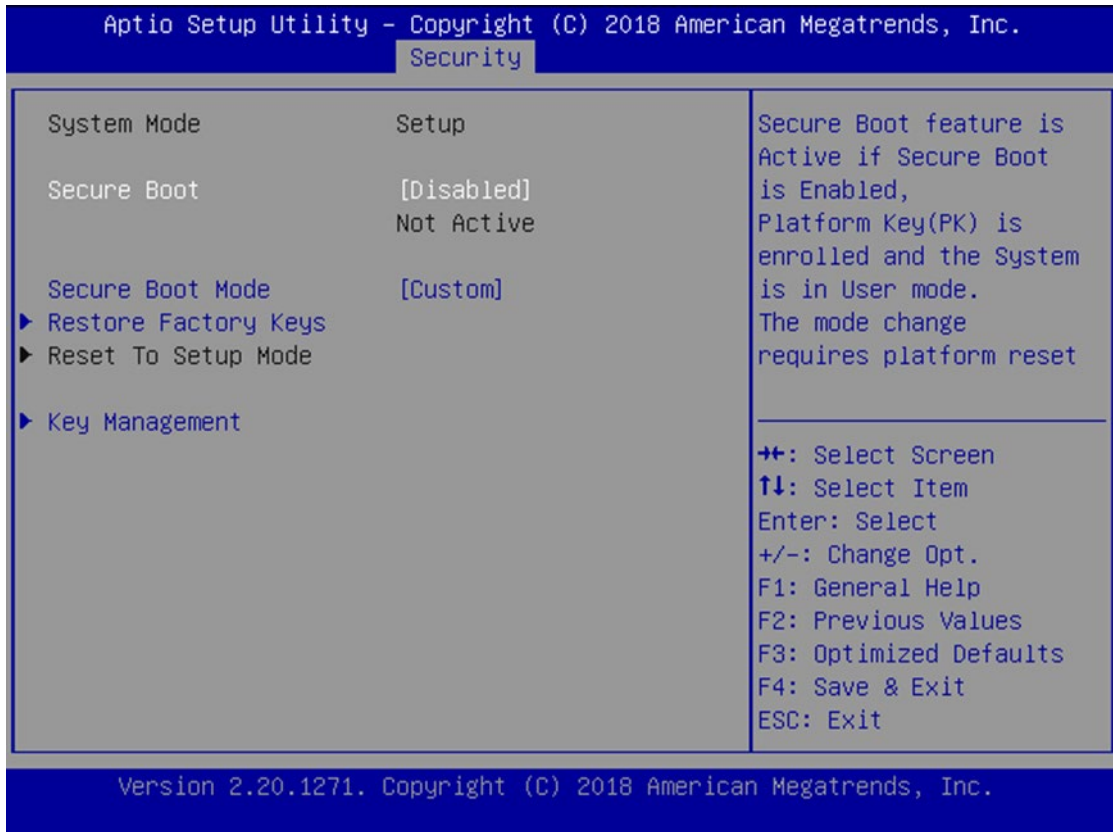 Aptio Setup Utility – Copyright (C) 2018 American Megatrends, Inc.
Security
System Mode Setup
Secure Boot [Disabled]
Not Active
Secure Boot Mode [Custom]
▶ Restore Factory Keys
▶ Reset To Setup Mode
▶ Key Management
Secure Boot feature is
Active if Secure Boot
is Enabled,
Platform Key(PK) is
enrolled and the System
is in User mode.
The mode change
requires platform reset
→←: Select Screen
↑↓: Select Item
Enter: Select
+/-: Change Opt.
F1: General Help
F2: Previous Values
F3: Optimized Defaults
F4: Save & Exit
ESC: Exit
Version 2.20.1271. Copyright (C) 2018 American Megatrends, Inc.